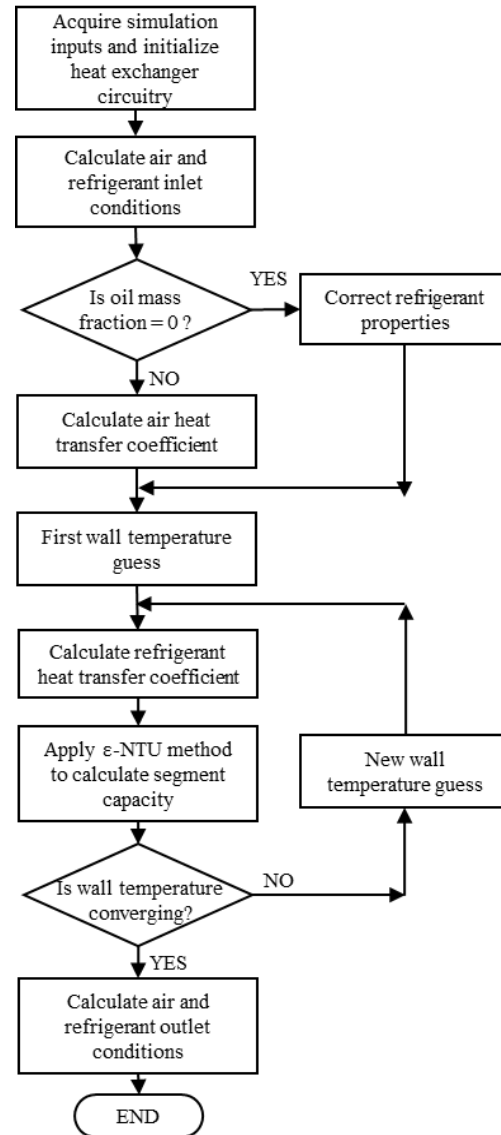 Acquire simulation
inputs and initialize
heat exchanger
circuitry
Calculate air and
refrigerant inlet
conditions
Is oil mass
fraction = 0 ?
YES
Correct refrigerant
properties
NO
Calculate air heat
transfer coefficient
First wall temperature
guess
Calculate refrigerant
heat transfer coefficient
Apply ε-NTU method
to calculate segment
capacity
New wall
temperature guess
Is wall temperature
converging?
NO
YES
Calculate air and
refrigerant outlet
conditions
END